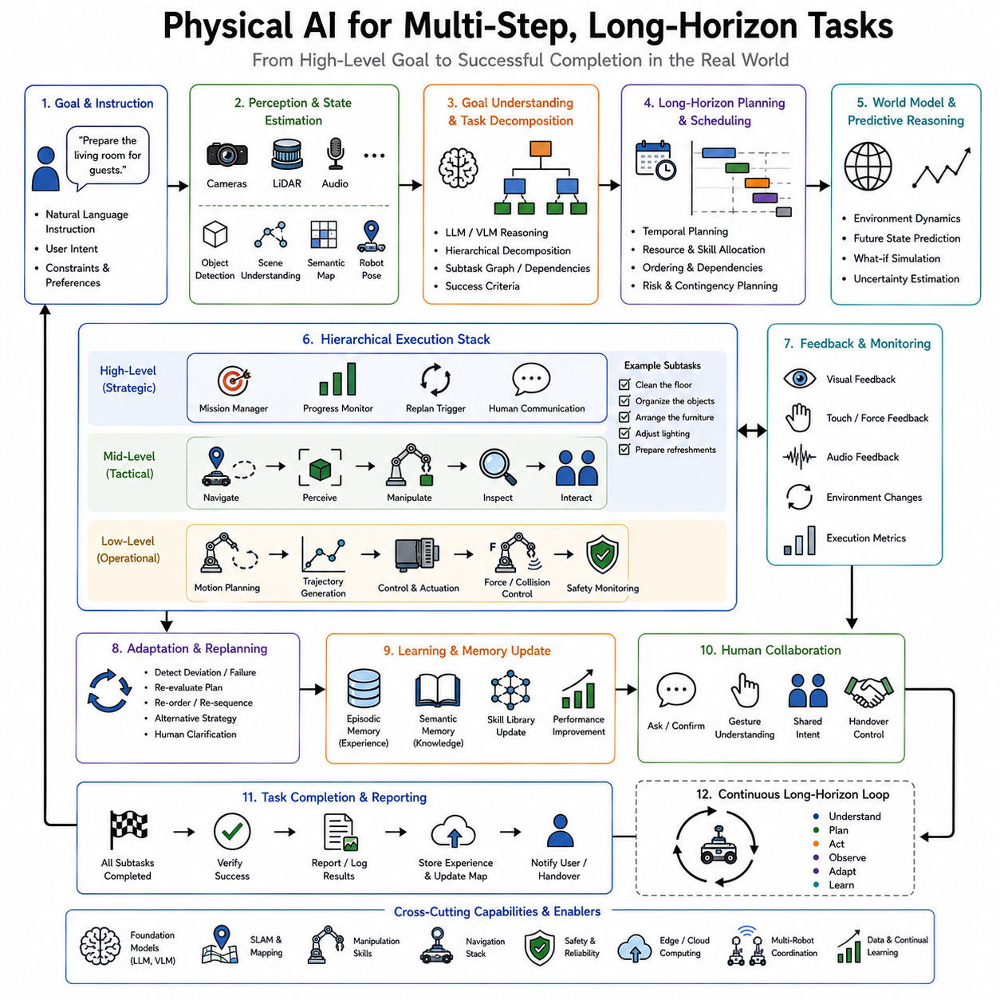 Physical AI for Multi-Step, Long-Horizon Tasks
From High-Level Goal to Successful Completion in the Real World
1. Goal & Instruction
"Prepare the
living room for
guests."
• Natural Language
Instruction
• User Intent
• Constraints &
Preferences
2. Perception & State
Estimation
Cameras
LiDAR
Audio
...
Object
Detection
Scene
Understanding
Semantic
Map
Robot
Pose
3. Goal Understanding
& Task Decomposition
• LLM / VLM Reasoning
• Hierarchical Decomposition
• Subtask Graph / Dependencies
• Success Criteria
4. Long-Horizon Planning
& Scheduling
• Temporal Planning
• Resource & Skill Allocation
• Ordering & Dependencies
• Risk & Contingency Planning
5. World Model &
Predictive Reasoning
• Environment Dynamics
• Future State Prediction
• What-if Simulation
• Uncertainty Estimation
6. Hierarchical Execution Stack
High-Level
(Strategic)
Mission Manager
Progress Monitor
Replan Trigger
Human Communication
Example Subtasks
Clean the floor
Organize the objects
Arrange the furniture
Adjust lighting
Prepare refreshments
Mid-Level
(Tactical)
Navigate
Perceive
Manipulate
Inspect
Interact
Low-Level
(Operational)
Motion Planning
Trajectory
Generation
Control & Actuation
F
Force / Collision
Control
Safety Monitoring
7. Feedback & Monitoring
Visual Feedback
Touch / Force Feedback
Audio Feedback
Environment Changes
Execution Metrics
8. Adaptation & Replanning
• Detect Deviation / Failure
• Re-evaluate Plan
• Re-order / Re-sequence
• Alternative Strategy
• Human Clarification
9. Learning & Memory Update
Episodic
Memory
(Experience)
Semantic
Memory
(Knowledge)
Skill Library
Update
Performance
Improvement
10. Human Collaboration
Ask / Confirm
Gesture
Understanding
Shared
Intent
Handover
Control
11. Task Completion & Reporting
All Subtasks
Completed
Verify
Success
Report / Log
Results
Store Experience
& Update Map
Notify User /
Handover
12. Continuous Long-Horizon Loop
• Understand
• Plan
• Act
• Observe
• Adapt
• Learn
Cross-Cutting Capabilities & Enablers
Foundation
Models
(LLM, VLM)
SLAM &
Mapping
Manipulation
Skills
Navigation
Stack
Safety &
Reliability
Edge / Cloud
Computing
Multi-Robot
Coordination
Data & Continual
Learning